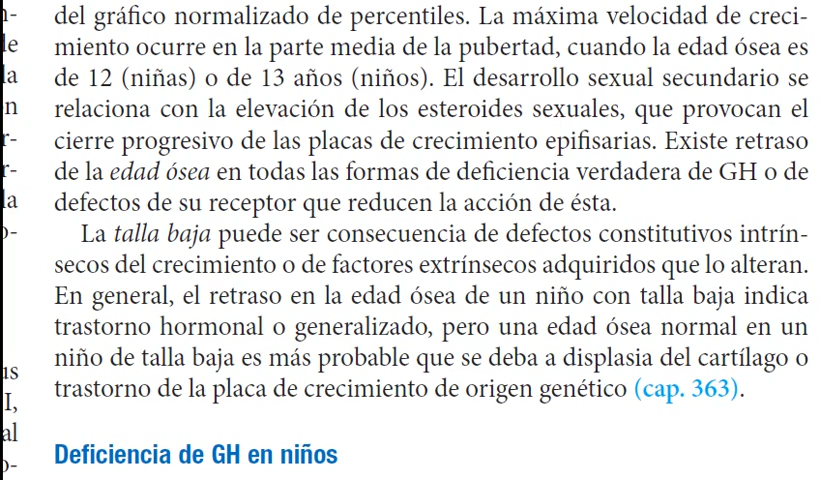 del gráfico normalizado de percentiles. La máxima velocidad de creci-
miento ocurre en la parte media de la pubertad, cuando la edad ósea es
de 12 (niñas) o de 13 años (niños). El desarrollo sexual secundario se
relaciona con la elevación de los esteroides sexuales, que provocan el
cierre progresivo de las placas de crecimiento epifisarias. Existe retraso
de la edad ósea en todas las formas de deficiencia verdadera de GH o de
defectos de su receptor que reducen la acción de ésta.
La talla baja puede ser consecuencia de defectos constitutivos intrín-
secos del crecimiento o de factores extrínsecos adquiridos que lo alteran.
En general, el retraso en la edad ósea de un niño con talla baja indica
trastorno hormonal o generalizado, pero una edad ósea normal en un
niño de talla baja es más probable que se deba a displasia del cartílago o
trastorno de la placa de crecimiento de origen genético (cap. 363).
Deficiencia de GH en niños